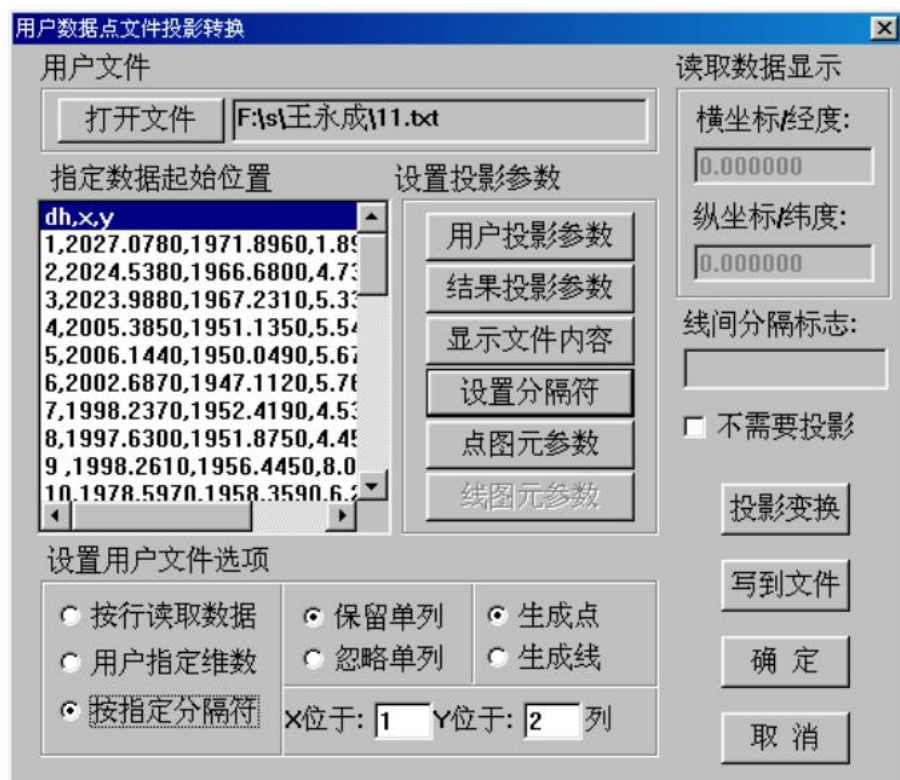 用户数据点文件投影转换
用户文件
打开文件
F:\s\王永成\11.txt
指定数据起始位置
dh,x,y
1,2027.0780,1971.8960,1.89
2,2024.5380,1966.6800,4.73
3,2023.9880,1967.2310,5.33
4,2005.3850,1951.1350,5.54
5,2006.1440,1950.0490,5.67
6,2002.6870,1947.1120,5.76
7,1998.2370,1952.4190,4.53
8,1997.6300,1951.8750,4.45
9 ,1998.2610,1956.4450,8.0
10,1978.5970,1958.3590,6.2
设置投影参数
用户投影参数
结果投影参数
显示文件内容
设置分隔符
点图元参数
线图元参数
读取数据显示
横坐标/经度:
0.000000
纵坐标/纬度:
0.000000
线间分隔标志:
不需要投影
投影变换
写到文件
确 定
取 消
设置用户文件选项
按行读取数据
用户指定维数
按指定分隔符
保留单列
忽略单列
生成点
生成线
X位于: 1 Y位于: 2 列